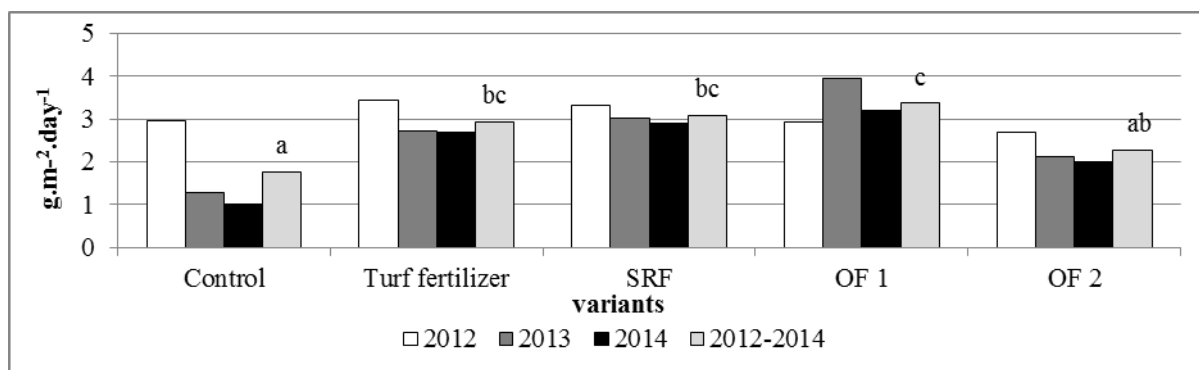 5
4
3
2
1
0
g.m-².day-¹
a
bc
bc
c
ab
Control Turf fertilizer SRF OF 1 OF 2
variants
2012 2013 2014 2012-2014